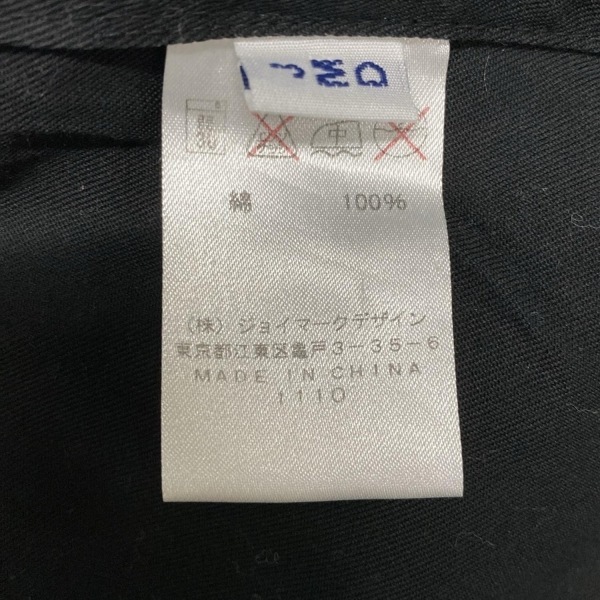 中
綿 100%
(株)ジョイマークデザイン
東京都江東区亀戸3-35-6
MADE IN CHINA
1110